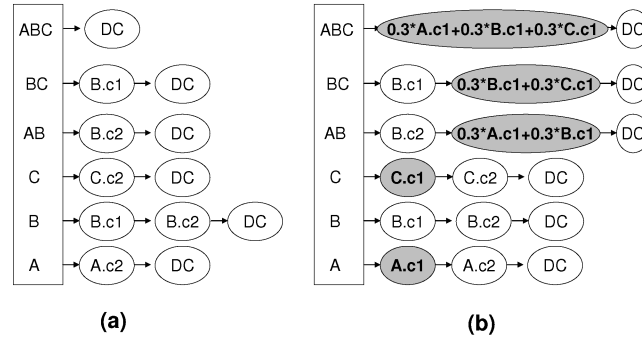 ABC DC
BC B.c1 DC
AB B.c2 DC
C C.c2 DC
B B.c1 B.c2 DC
A A.c2 DC
(a)
ABC 0.3*A.c1+0.3*B.c1+0.3*C.c1 DC
BC B.c1 0.3*B.c1+0.3*C.c1 DC
AB B.c2 0.3*A.c1+0.3*B.c1 DC
C C.c1 C.c2 DC
B B.c1 B.c2 DC
A A.c1 A.c2 DC
(b)